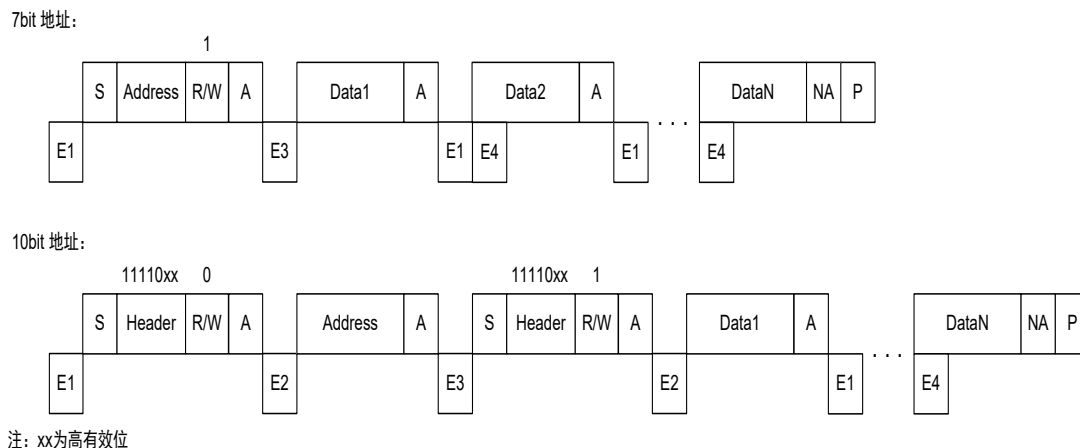 7bit 地址：
1
S Address R/W A Data1 A Data2 A DataN NA P
E1 E3 E1 E4 E1 . . . E4
10bit 地址：
11110xx 0 11110xx 1
S Header R/W A Address A S Header R/W A Data1 A DataN NA P
E1 E2 E3 E2 E1 . . . E4
注：xx为高有效位